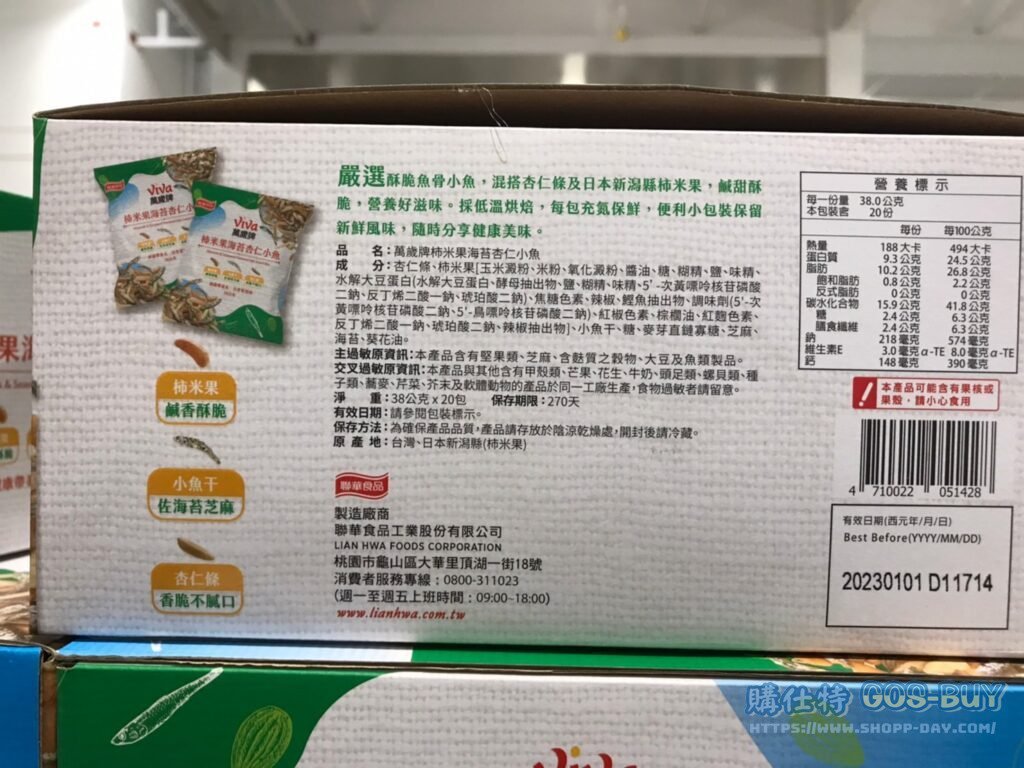 嚴選酥脆魚骨小魚,混搭杏仁條及日本新潟縣柿米果,鹹甜酥
脆,營養好滋味。採低溫烘焙,每包充氮保鮮,便利小包裝保留
新鮮風味,隨時分享健康美味。
品 名:萬歲牌柿米果海苔杏仁小魚
成 分:杏仁條、柿米果[玉米澱粉、米粉、氧化澱粉、醬油、糖、糊精、鹽、味精、
水解大豆蛋白(水解大豆蛋白、酵母抽出物、鹽、糊精、味精、5'-次黃嘌呤核苷磷酸
二鈉、反丁烯二酸一鈉、琥珀酸二鈉)、焦糖色素、辣椒、鰹魚抽出物、調味劑(5'-次
黃嘌呤核苷磷酸二鈉、5'-鳥嘌呤核苷磷酸二鈉)、紅椒色素、棕櫚油、紅麴色素、
反丁烯二酸一鈉、琥珀酸二鈉、辣椒抽出物]、小魚干、糖、麥芽直鏈寡糖、芝麻、
海苔、葵花油。
主過敏原資訊:本產品含有堅果類、芝麻、含麩質之穀物、大豆及魚類製品。
交叉過敏原資訊:本產品與其他含有甲殼類、芒果、花生、牛奶、頭足類、螺貝類、種
子類、蕎麥、芹菜、芥末及軟體動物的產品於同一工廠生產,食物過敏者請留意。
淨 重:38公克 x 20包 保存期限:270天
有效日期:請參閱包裝標示。
保存方法:為確保產品品質,產品請存放於陰涼乾燥處,開封後請冷藏。
原 產 地:台灣、日本新潟縣(柿米果)
聯華食品
製造廠商
聯華食品工業股份有限公司
LIAN HWA FOODS CORPORATION
桃園市龜山區大華里頂湖一街18號
消費者服務專線:0800-311023
(週一至週五上班時間:09:00~18:00)
www.lianhwa.com.tw
viva
萬歲牌
柿米果海苔杏仁小
viva
萬歲牌
柿米果海苔杏仁小魚
柿米果
鹹香酥脆
小魚干
佐海苔芝麻
杏仁條
香脆不膩口
營養標示
每一份量 38.0公克
本包裝含 20份
每份 每100公克
熱量 188 大卡 494 大卡
蛋白質 9.3 公克 24.5 公克
脂肪 10.2 公克 26.8 公克
飽和脂肪 0.8 公克 2.2 公克
反式脂肪 0 公克 0 公克
碳水化合物 15.9 公克 41.8 公克
糖 2.4 公克 6.3 公克
膳食纖維 2.4 公克 6.3 公克
鈉 218 毫克 574 毫克
維生素E 3.0 毫克α-TE 8.0 毫克α-TE
鈣 148 毫克 390 毫克
本產品可能含有果核或
果殼,請小心食用
4 710022 051428
有效日期(西元年/月/日)
Best Before(YYYY/MM/DD)
20230101 D11714
viva
購仕特 GOS-BUY
HTTPS://WWW.SHOPP-DAY.COM/